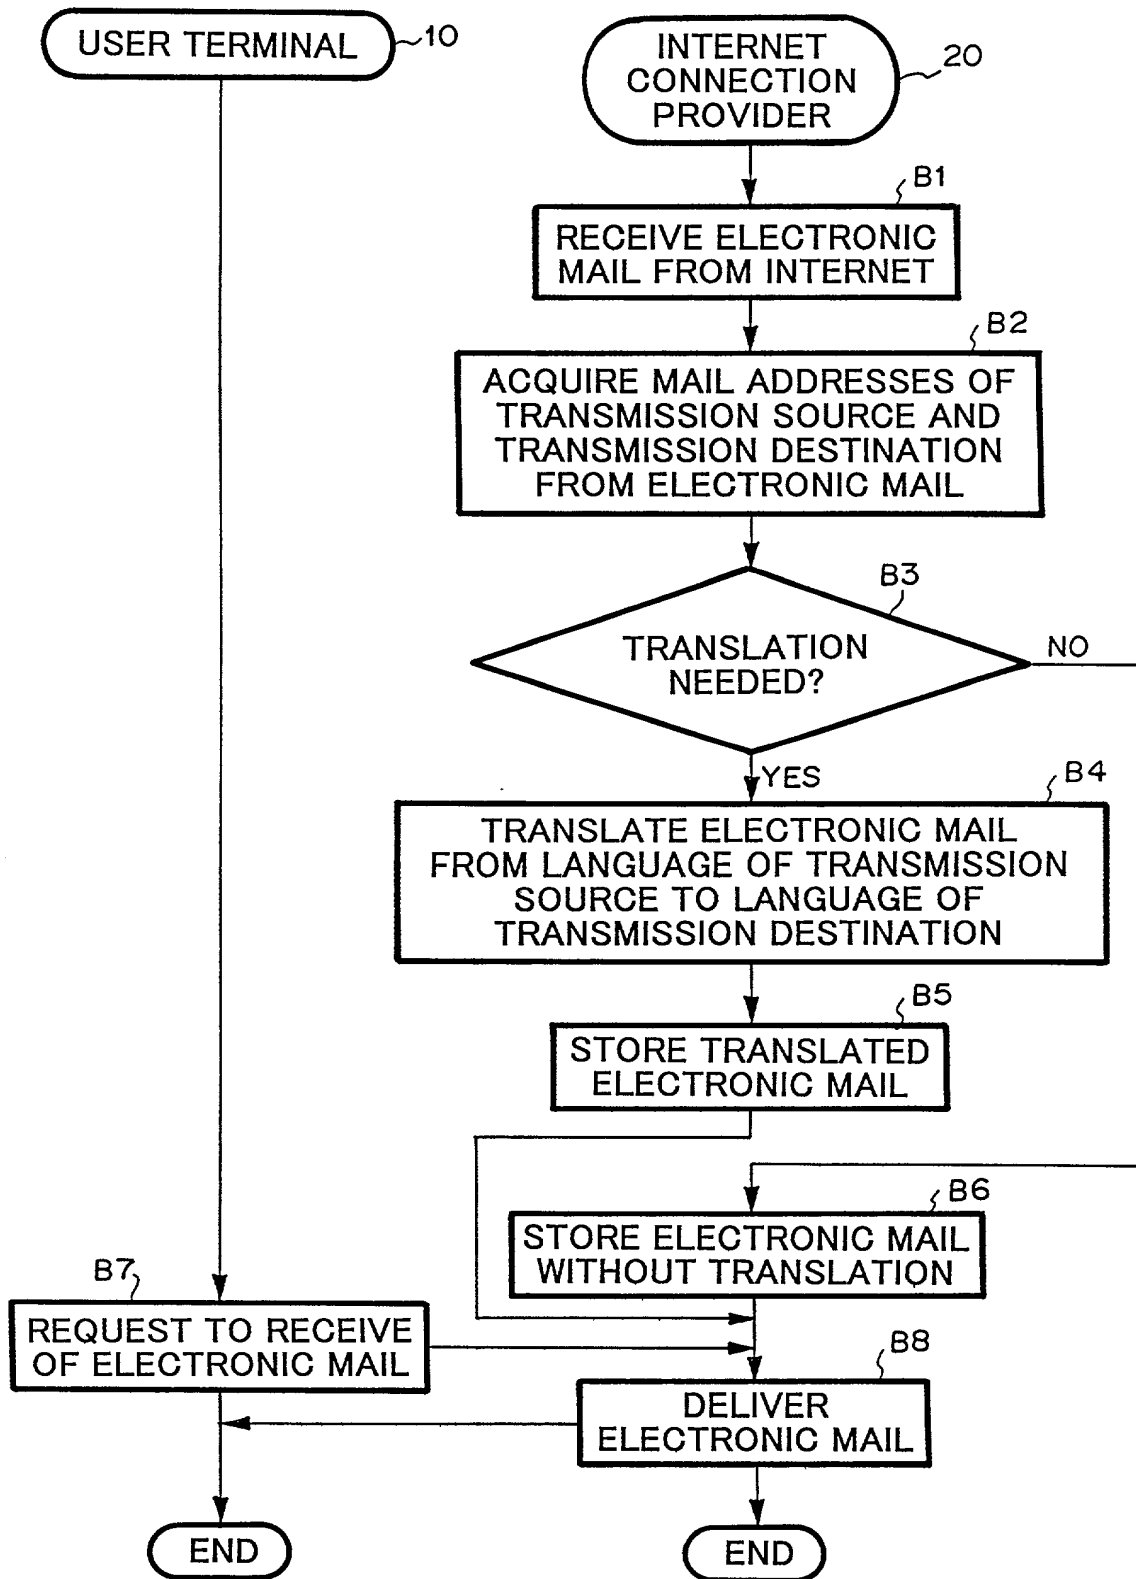 USER TERMINAL
10
INTERNET
CONNECTION
PROVIDER
20
B1
RECEIVE ELECTRONIC
MAIL FROM INTERNET
B2
ACQUIRE MAIL ADDRESSES OF
TRANSMISSION SOURCE AND
TRANSMISSION DESTINATION
FROM ELECTRONIC MAIL
B3
TRANSLATION
NEEDED?
NO
YES
B4
TRANSLATE ELECTRONIC MAIL
FROM LANGUAGE OF TRANSMISSION
SOURCE TO LANGUAGE OF
TRANSMISSION DESTINATION
B5
STORE TRANSLATED
ELECTRONIC MAIL
B6
STORE ELECTRONIC MAIL
WITHOUT TRANSLATION
B7
REQUEST TO RECEIVE
OF ELECTRONIC MAIL
B8
DELIVER
ELECTRONIC MAIL
END
END